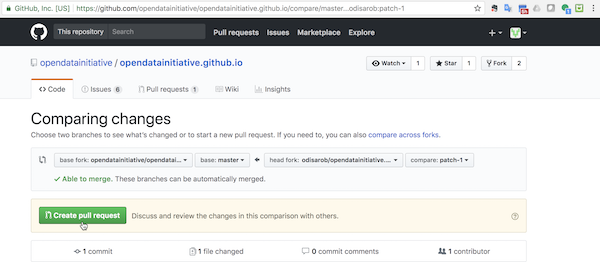 GitHub, Inc. [US] https://github.com/opendatainitiative/opendatainitiative.github.io/compare/master...odisarob:patch-1
This repository Search Pull requests Issues Marketplace Explore
opendatainitiative / opendatainitiative.github.io Watch 1 Star 1 Fork 2
Code Issues 6 Pull requests 1 Wiki Insights
Comparing changes
Choose two branches to see what's changed or to start a new pull request. If you need to, you can also compare across forks.
base fork: opendatainitiative/opendatai... base: master head fork: odisarob/opendatainitiative.... compare: patch-1
Able to merge. These branches can be automatically merged.
Create pull request Discuss and review the changes in this comparison with others.
1 commit 1 file changed 0 commit comments 1 contributor